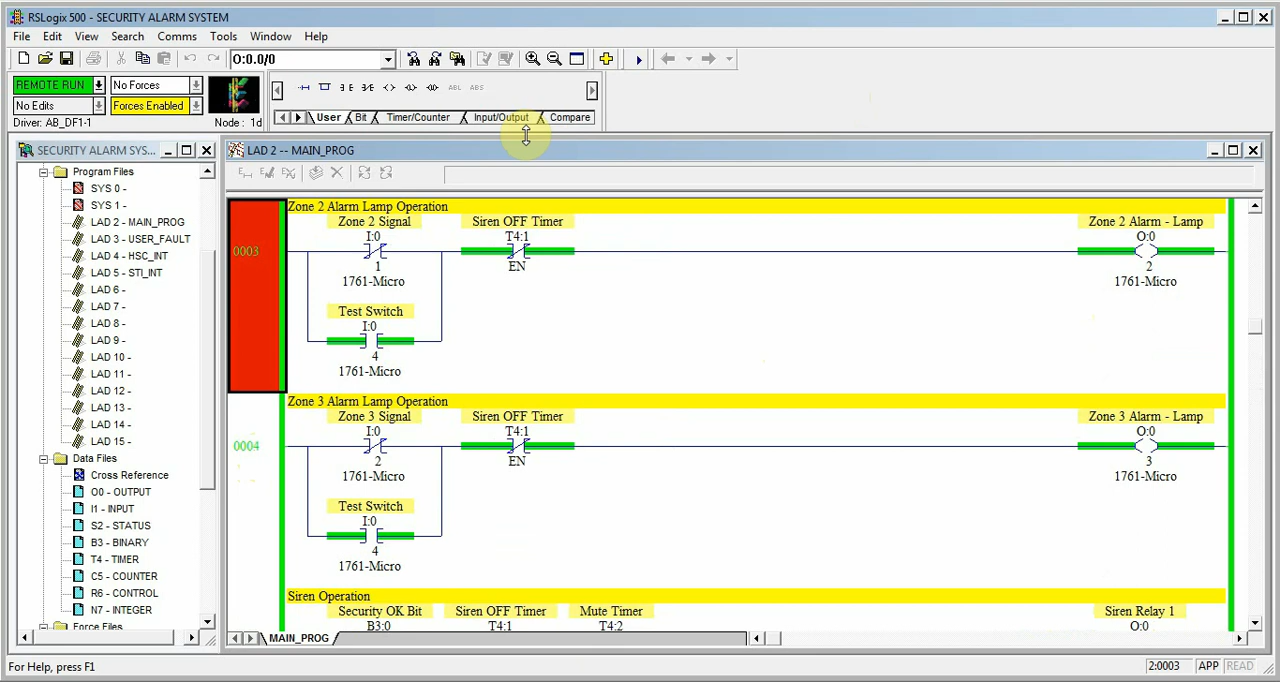 RSLogix 500 - SECURITY ALARM SYSTEM
File Edit View Search Comms Tools Window Help
O:0.0/0
REMOTE RUN No Forces
No Edits Forces Enabled
Driver: AB_DF1-1 Node : 1d
ABL ABS
User Bit Timer/Counter Input/Output Compare
SECURITY ALARM SYS...
Program Files
SYS 0 -
SYS 1 -
LAD 2 - MAIN_PROG
LAD 3 - USER_FAULT
LAD 4 - HSC_INT
LAD 5 - STI_INT
LAD 6 -
LAD 7 -
LAD 8 -
LAD 9 -
LAD 10 -
LAD 11 -
LAD 12 -
LAD 13 -
LAD 14 -
LAD 15 -
Data Files
Cross Reference
O0 - OUTPUT
I1 - INPUT
S2 - STATUS
B3 - BINARY
T4 - TIMER
C5 - COUNTER
R6 - CONTROL
N7 - INTEGER
Force Files
LAD 2 -- MAIN_PROG
Zone 2 Alarm Lamp Operation
Zone 2 Signal Siren OFF Timer Zone 2 Alarm - Lamp
I:0 T4:1 O:0
0003
1 EN 2
1761-Micro 1761-Micro
Test Switch
I:0
4
1761-Micro
Zone 3 Alarm Lamp Operation
Zone 3 Signal Siren OFF Timer Zone 3 Alarm - Lamp
I:0 T4:1 O:0
0004
2 EN 3
1761-Micro 1761-Micro
Test Switch
I:0
4
1761-Micro
Siren Operation
Security OK Bit Siren OFF Timer Mute Timer Siren Relay 1
B3:0 T4:1 T4:2 O:0
MAIN_PROG
For Help, press F1 2:0003 APP READ